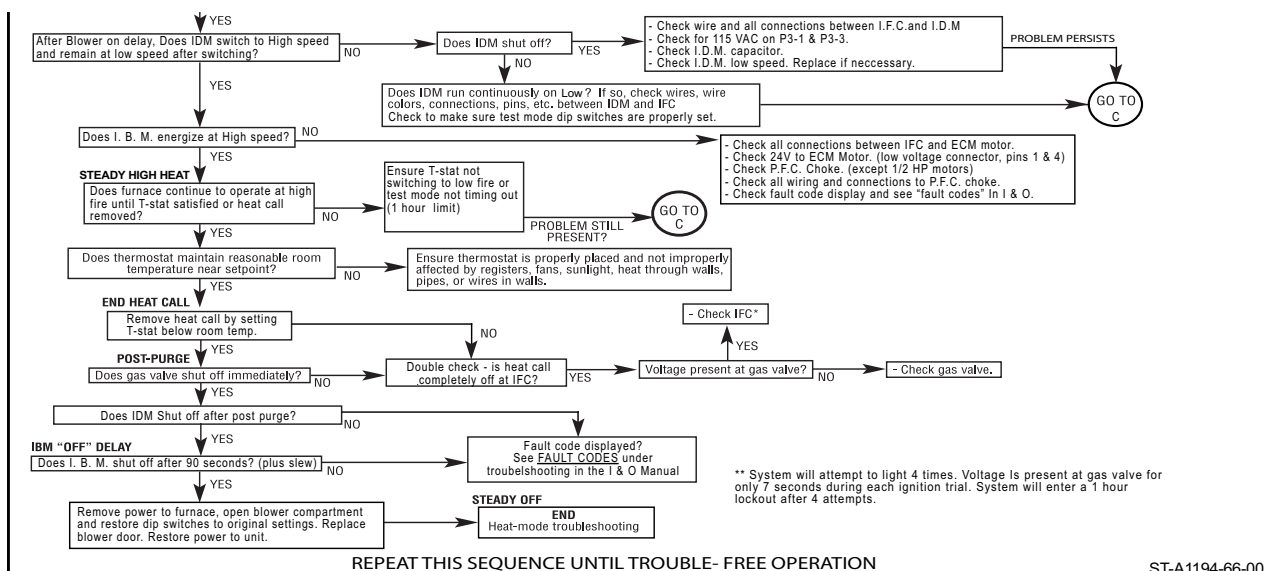 YES
After Blower on delay, Does IDM switch to High speed
and remain at low speed after switching?
NO
Does IDM shut off?
YES
- Check wire and all connections between I.F.C.and I.D.M
- Check for 115 VAC on P3-1 & P3-3.
- Check I.D.M. capacitor.
- Check I.D.M. low speed. Replace if neccessary.
PROBLEM PERSISTS
YES
NO
Does IDM run continuously on Low? If so, check wires, wire
colors, connections, pins, etc. between IDM and IFC
Check to make sure test mode dip switches are properly set.
GO TO
C
Does I. B. M. energize at High speed?
NO
- Check all connections between IFC and ECM motor.
- Check 24V to ECM Motor. (low voltage connector, pins 1 & 4)
- Check P.F.C. Choke. (except 1/2 HP motors)
- Check all wiring and connections to P.F.C. choke.
- Check fault code display and see "fault codes" In I & O.
YES
STEADY HIGH HEAT
Does furnace continue to operate at high
fire until T-stat satisfied or heat call
removed?
NO
Ensure T-stat not
switching to low fire or
test mode not timing out
(1 hour limit)
PROBLEM STILL
PRESENT?
GO TO
C
YES
Does thermostat maintain reasonable room
temperature near setpoint?
NO
Ensure thermostat is properly placed and not improperly
affected by registers, fans, sunlight, heat through walls,
pipes, or wires in walls.
YES
END HEAT CALL
Remove heat call by setting
T-stat below room temp.
NO
- Check IFC*
YES
YES
POST-PURGE
Does gas valve shut off immediately?
NO
Double check - is heat call
completely off at IFC?
YES
Voltage present at gas valve?
NO
- Check gas valve.
YES
Does IDM Shut off after post purge?
NO
YES
IBM "OFF" DELAY
Does I. B. M. shut off after 90 seconds? (plus slew)
NO
Fault code displayed?
See FAULT CODES under
troubelshooting in the I & O Manual
** System will attempt to light 4 times. Voltage Is present at gas valve for
only 7 seconds during each ignition trial. System will enter a 1 hour
lockout after 4 attempts.
YES
Remove power to furnace, open blower compartment
and restore dip switches to original settings. Replace
blower door. Restore power to unit.
STEADY OFF
END
Heat-mode troubleshooting
REPEAT THIS SEQUENCE UNTIL TROUBLE- FREE OPERATION
ST-A1194-66-00